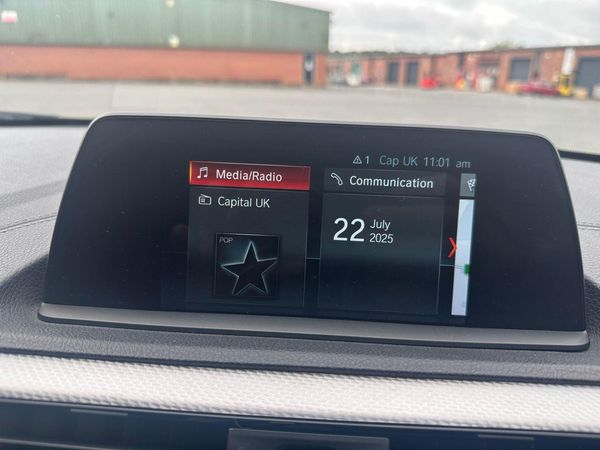 1 Cap UK 11:01 am
Media/Radio
Communication
Capital UK
22 July
2025
POP